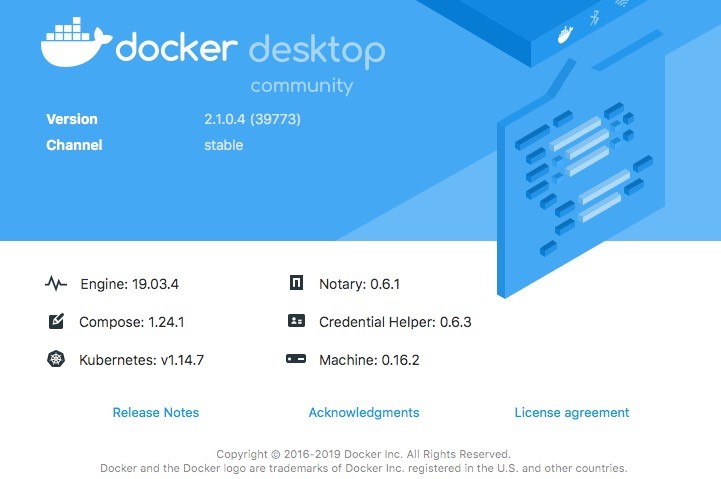 docker desktop
community
Version 2.1.0.4 (39773)
Channel stable
Engine: 19.03.4
Notary: 0.6.1
Compose: 1.24.1
Credential Helper: 0.6.3
Kubernetes: v1.14.7
Machine: 0.16.2
Release Notes Acknowledgments License agreement
Copyright © 2016-2019 Docker Inc. All Rights Reserved.
Docker and the Docker logo are trademarks of Docker Inc. registered in the U.S. and other countries.